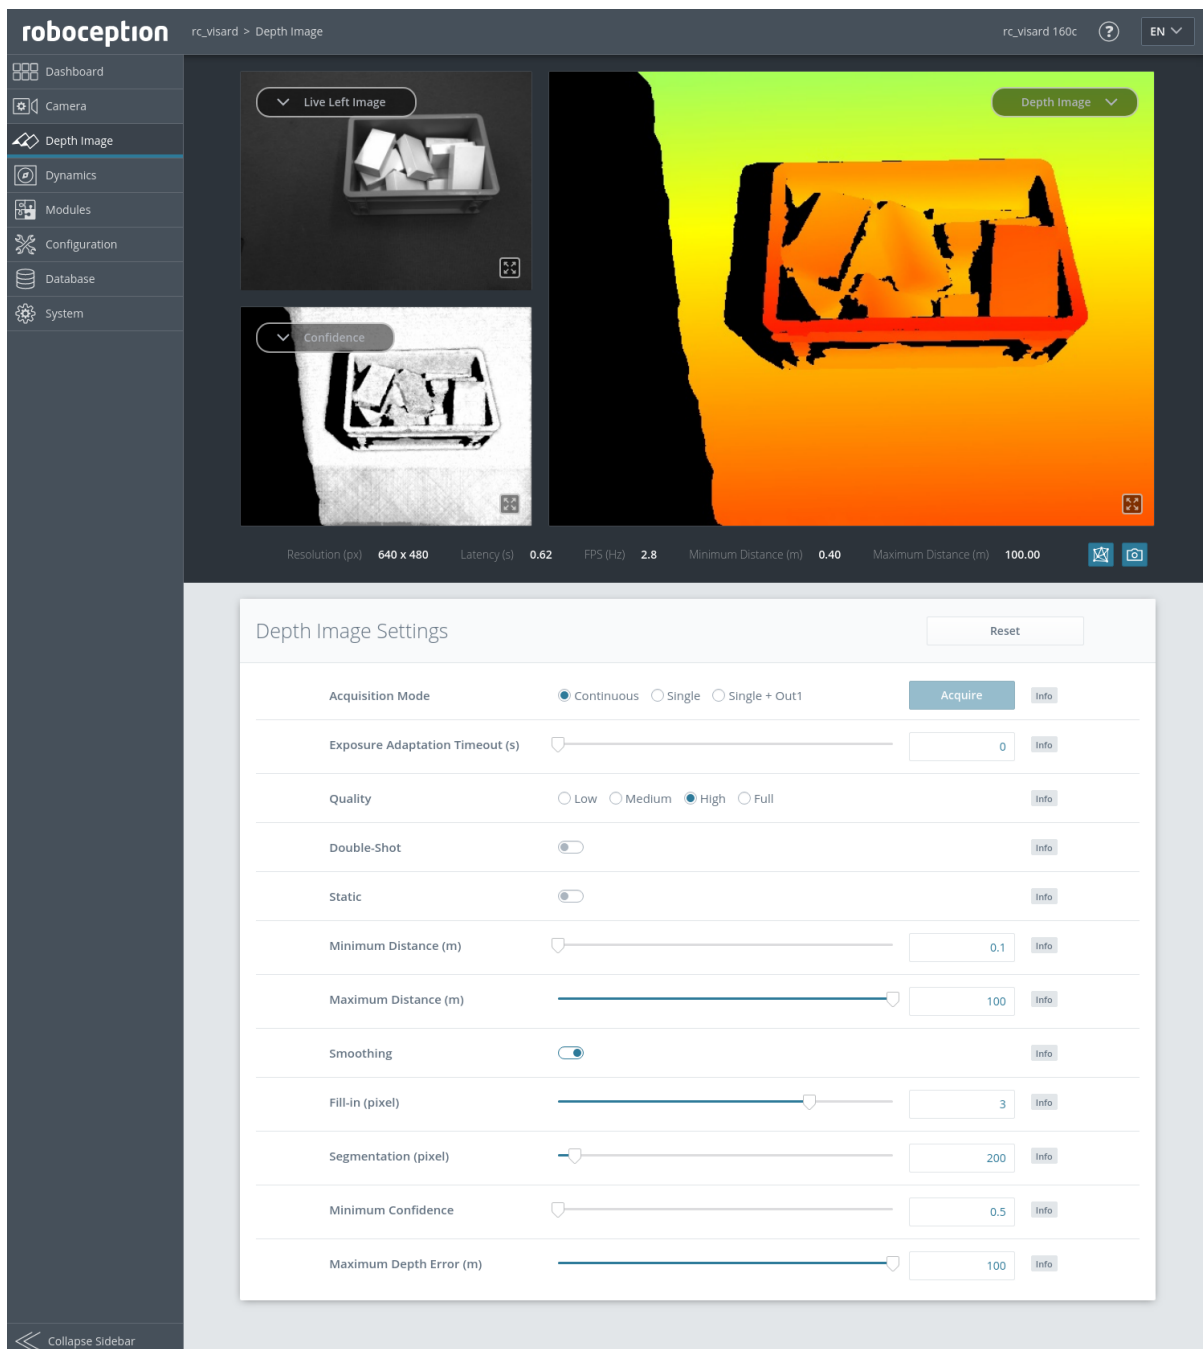 roboception
rc_visard > Depth Image
rc_visard 160c
?
EN
Dashboard
Camera
Depth Image
Dynamics
Modules
Configuration
Database
System
Collapse Sidebar
Live Left Image
Confidence
Depth Image
Resolution (px) 640 x 480 Latency (s) 0.62 FPS (Hz) 2.8 Minimum Distance (m) 0.40 Maximum Distance (m) 100.00
Depth Image Settings
Reset
Acquisition Mode Continuous Single Single + Out1 Acquire Info
Exposure Adaptation Timeout (s) 0 Info
Quality Low Medium High Full Info
Double-Shot Info
Static Info
Minimum Distance (m) 0.1 Info
Maximum Distance (m) 100 Info
Smoothing Info
Fill-in (pixel) 3 Info
Segmentation (pixel) 200 Info
Minimum Confidence 0.5 Info
Maximum Depth Error (m) 100 Info